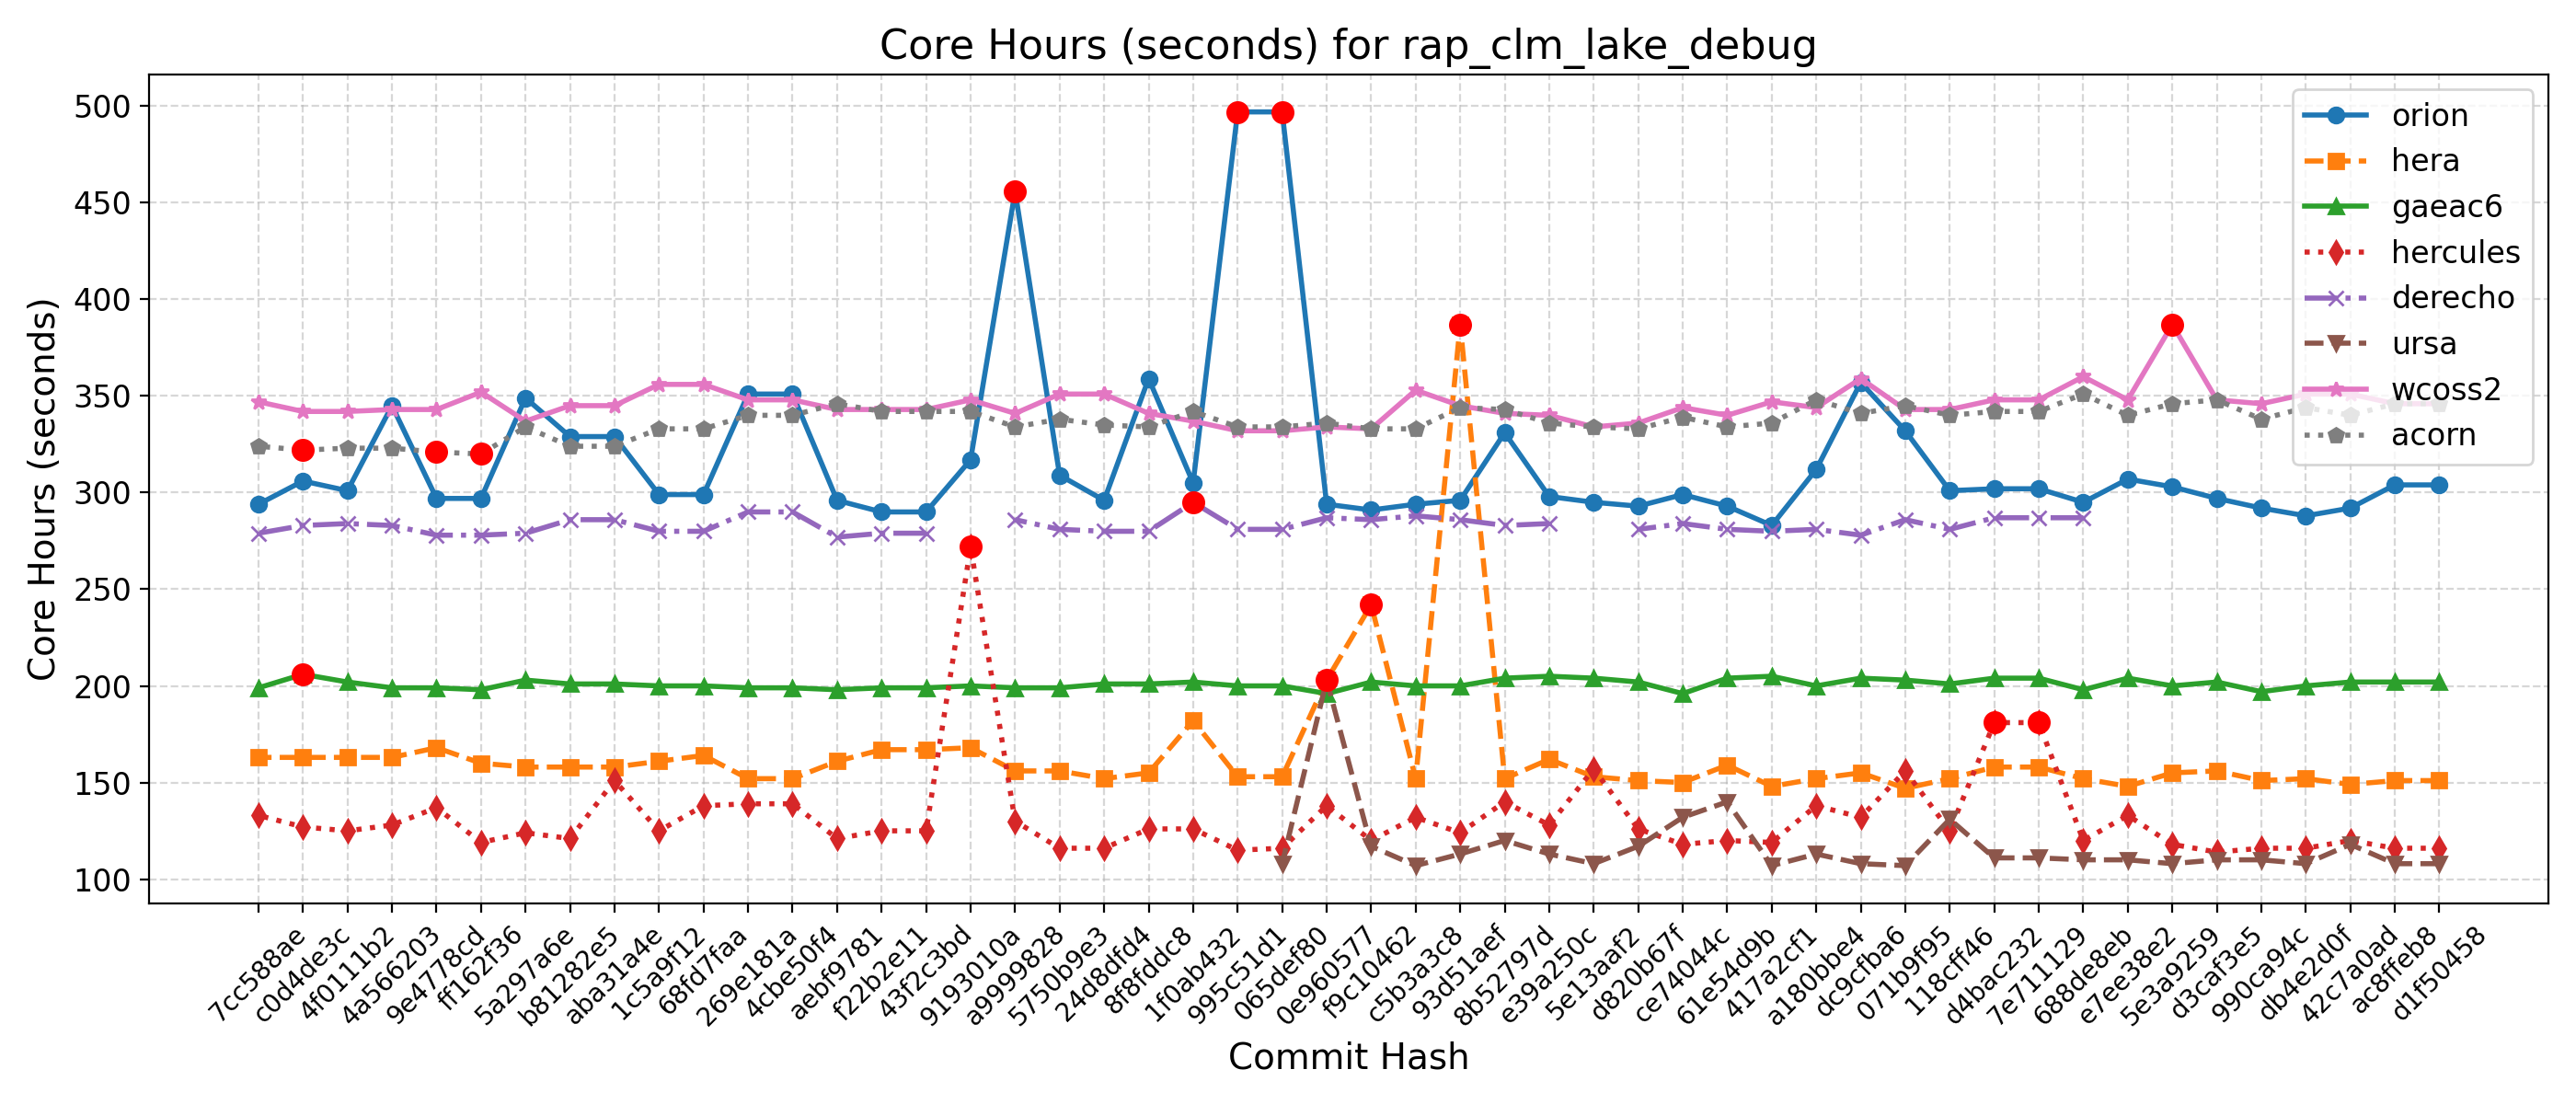 Core Hours (seconds) for rap_clm_lake_debug
Core Hours (seconds)
500
450
400
350
300
250
200
150
100
orion
hera
gaeac6
hercules
derecho
ursa
wcoss2
acorn
7cc588ae
c0d4de3c
4f0111b2
4a566203
9e4778cd
ff162f36
5a297a6e
b81282e5
aba31a4e
1c5a9f12
68fd7faa
269e181a
4cbe50f4
aebf9781
f22b2e11
43f2c3bd
9193010a
a9999828
5750b9e3
24d8dfd4
8f8fddc8
1f0ab432
995c51d1
065def80
0e960577
f9c10462
c5b3a3c8
93d51aef
8b52797d
e39a250c
5e13aaf2
d820b67f
ce74044c
61e54d9b
417a2cf1
a180bbe4
dc9cfba6
071b9f95
118cff46
d4bac232
7e711129
688de8eb
e7ee38e2
5e3a9259
d3caf3e5
990ca94c
db4e2d0f
42c7a0ad
ac8ffeb8
d1f50458
Commit Hash